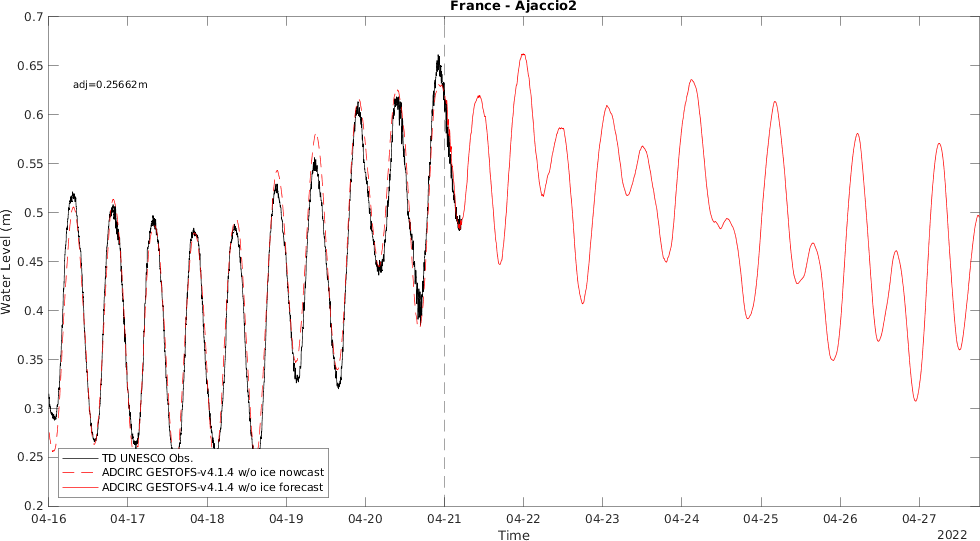 France - Ajaccio2
adj=0.25662m
Water Level (m)
0.7
0.65
0.6
0.55
0.5
0.45
0.4
0.35
0.3
0.25
0.2
TD UNESCO Obs.
ADCIRC GESTOFS-v4.1.4 w/o ice nowcast
ADCIRC GESTOFS-v4.1.4 w/o ice forecast
04-16 04-17 04-18 04-19 04-20 04-21 04-22 04-23 04-24 04-25 04-26 04-27
Time
2022